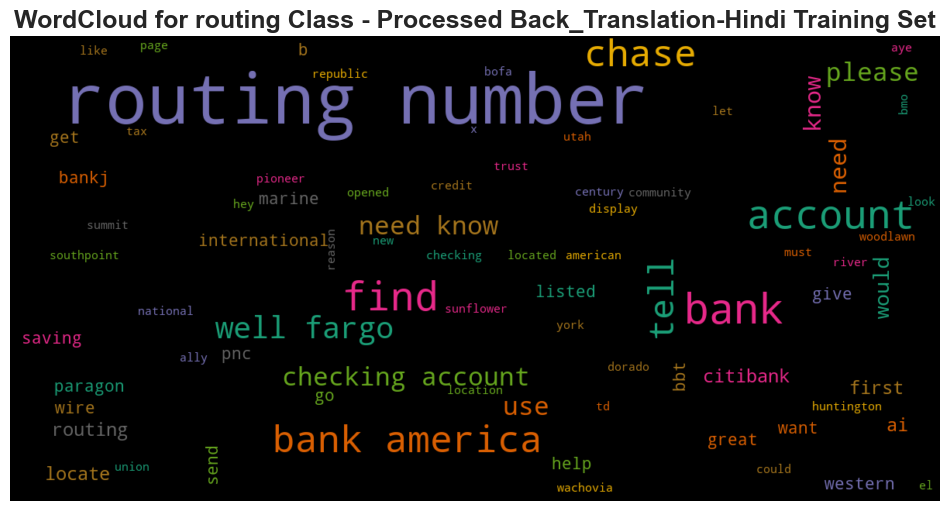 WordCloud for routing Class - Processed Back_Translation-Hindi Training Set
like
page
b
chase
aye
republic
bofa
please
routing number
know
bmo
let
get
tax
x
utah
need
trust
bankj
pioneer
opened
credit
century
community
marine
hey
display
account
look
summit
need know
international
reason
new
woodlawn
southpoint
checking
located
american
must
river
tell
would
find
listed
give
national
sunflower
bank
well fargo
york
saving
ally
pnc
dorado
bbt
citibank
paragon
checking account
location
first
go
wire
use
td
huntington
routing
want
ai
bank america
great
send
locate
union
help
could
wachovia
western
el